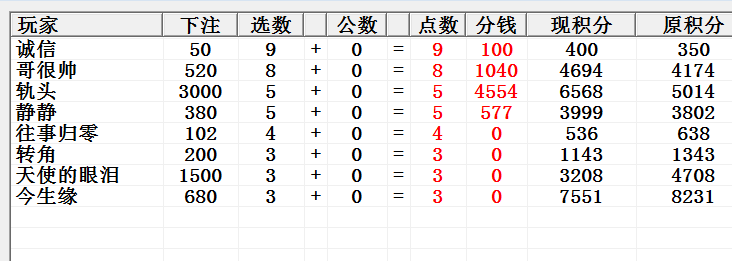 玩家 下注 选数 公数 点数 分钱 现积分 原积分
诚信 50 9 + 0 = 9 100 400 350
哥很帅 520 8 + 0 = 8 1040 4694 4174
轨头 3000 5 + 0 = 5 4554 6568 5014
静静 380 5 + 0 = 5 577 3999 3802
往事归零 102 4 + 0 = 4 0 536 638
转角 200 3 + 0 = 3 0 1143 1343
天使的眼泪 1500 3 + 0 = 3 0 3208 4708
今生缘 680 3 + 0 = 3 0 7551 8231